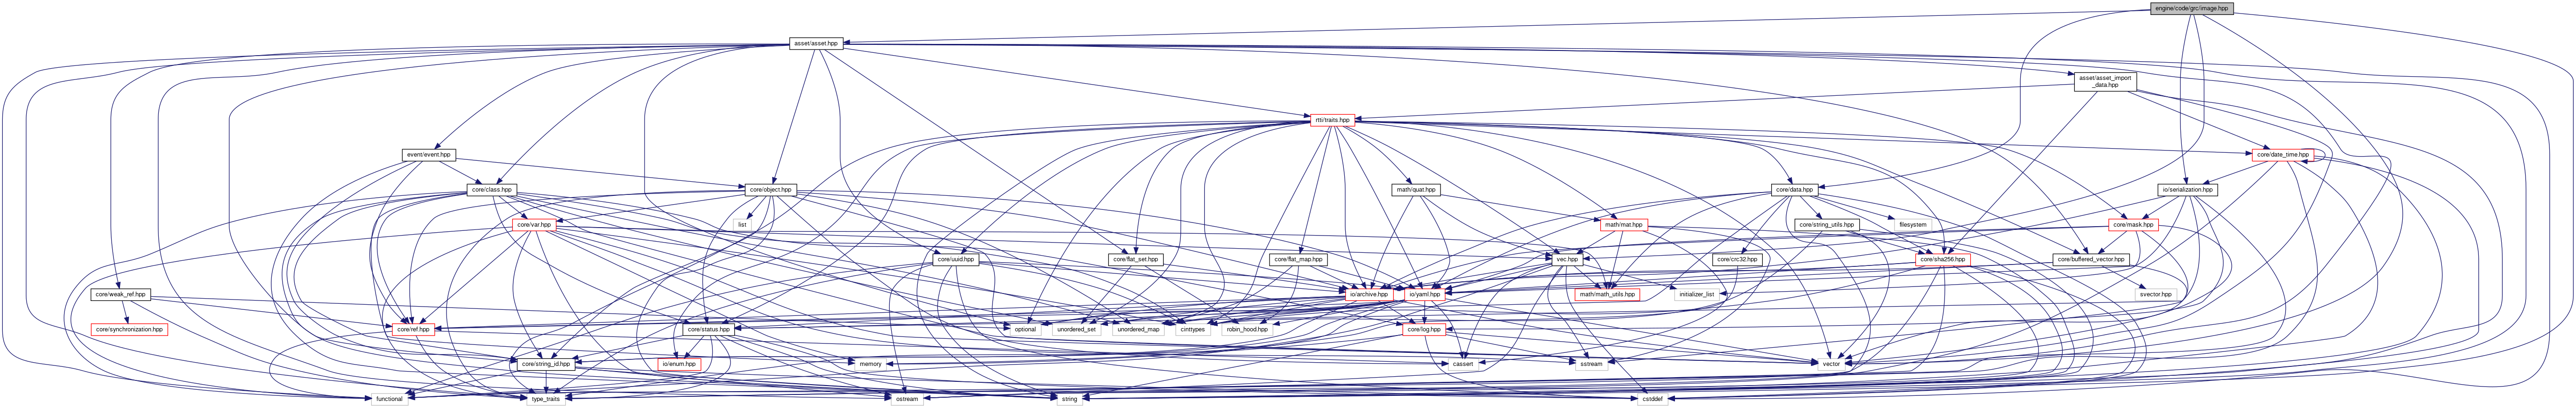 engine/code/grc/image.hpp
asset/asset.hpp
asset/asset_import
_data.hpp
rtti/traits.hpp
event/event.hpp
core/date_time.hpp
core/class.hpp
core/object.hpp
math/quat.hpp
core/data.hpp
io/serialization.hpp
list
core/var.hpp
math/mat.hpp
core/string_utils.hpp
filesystem
core/mask.hpp
core/uuid.hpp
core/flat_set.hpp
core/flat_map.hpp
vec.hpp
core/crc32.hpp
core/sha256.hpp
core/buffered_vector.hpp
core/weak_ref.hpp
io/archive.hpp
io/yaml.hpp
math/math_utils.hpp
initializer_list
svector.hpp
core/synchronization.hpp
core/ref.hpp
core/status.hpp
optional
unordered_set
unordered_map
cinttypes
robin_hood.hpp
core/log.hpp
core/string_id.hpp
io/enum.hpp
memory
cassert
sstream
vector
functional
type_traits
ostream
string
cstddef